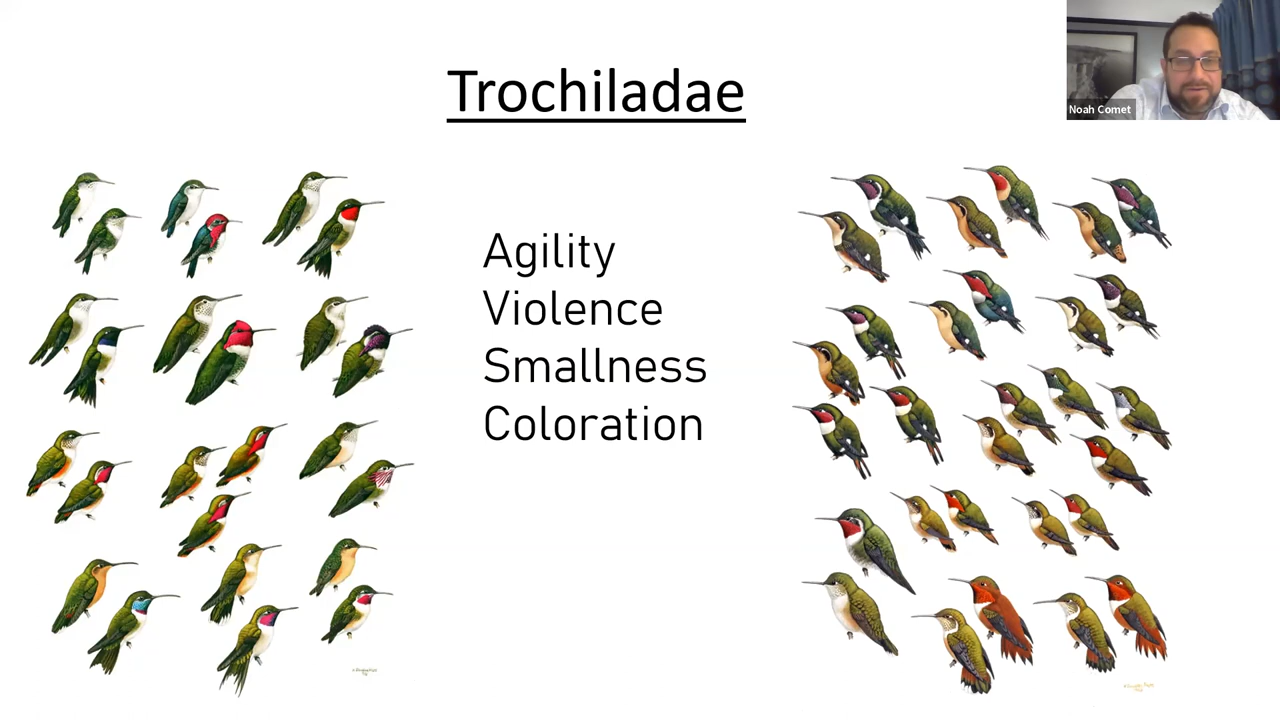 Trochiladae
Noah Comet
Agility
Violence
Smallness
Coloration